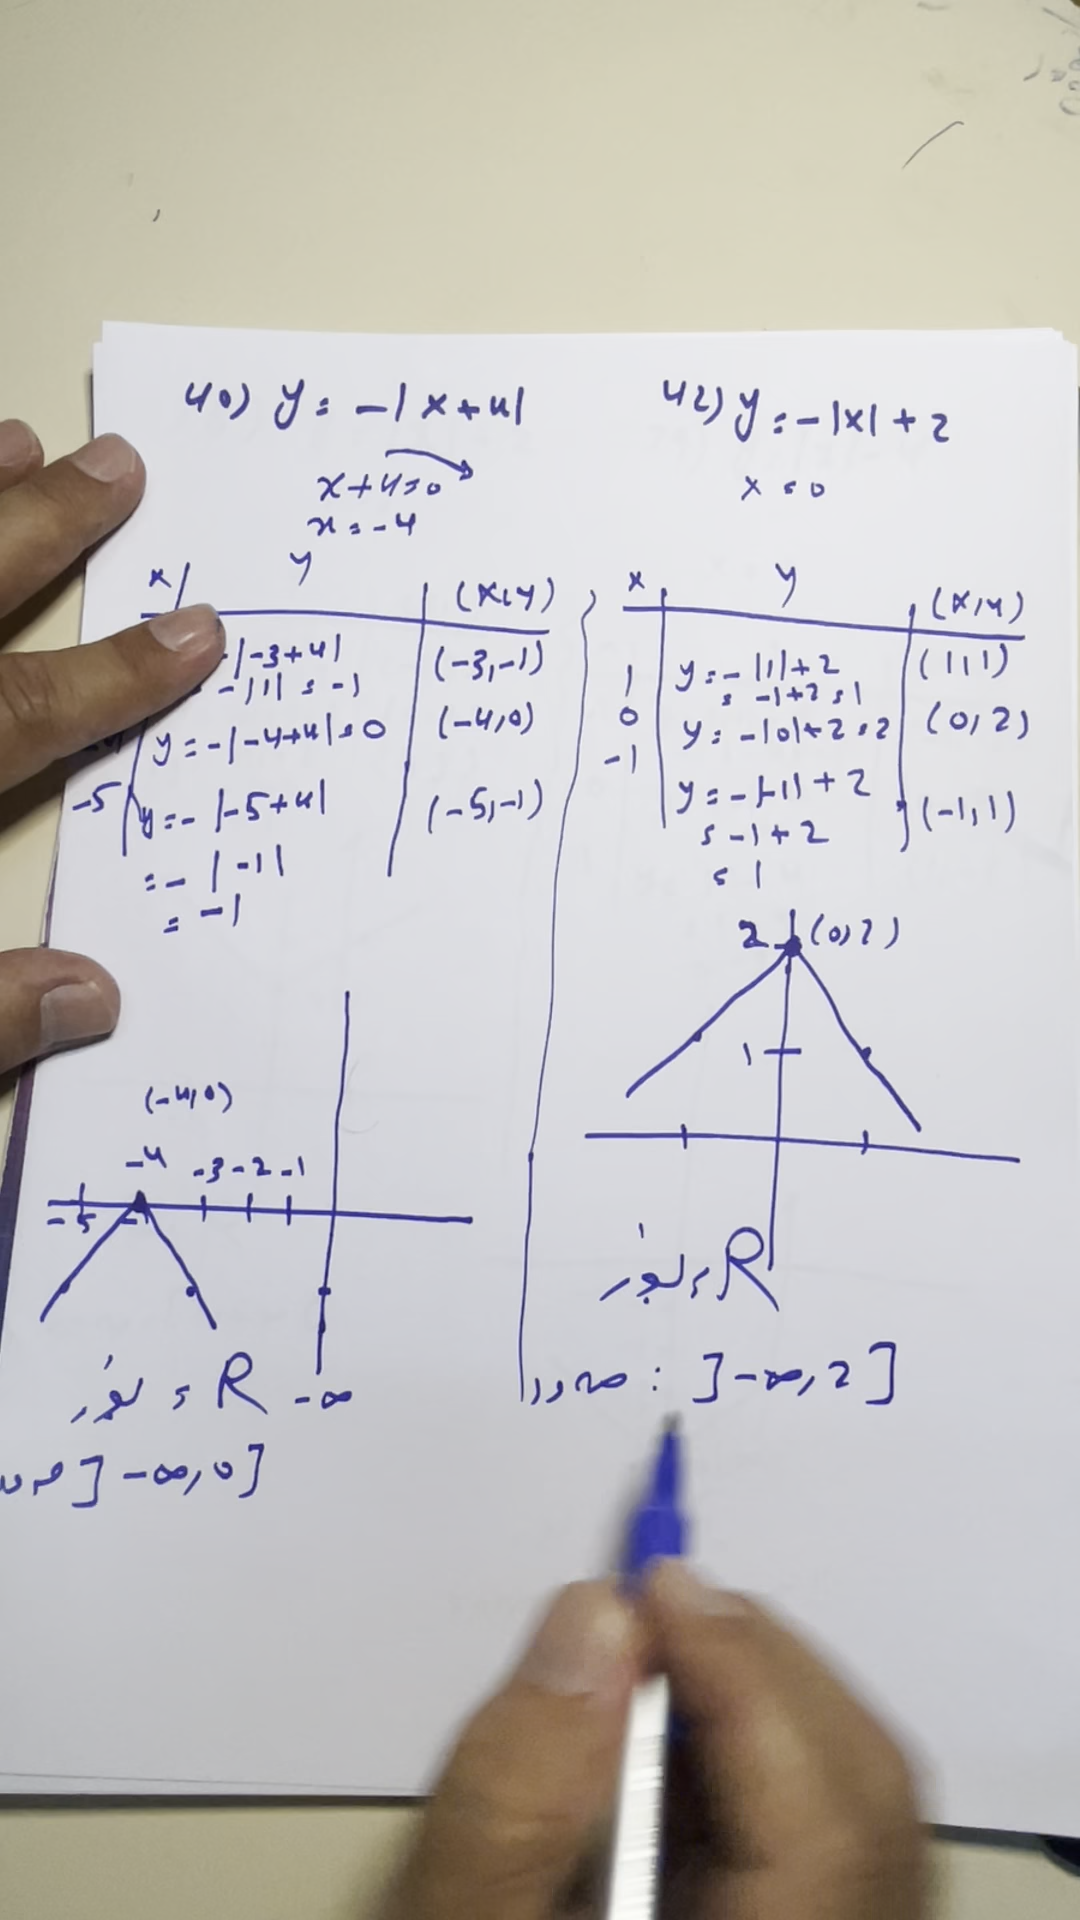 40) y = -|x+4|
x+4=0
x = -4
x y (x,y)
-|-3+4| (-3,-1)
-|1| = -1
y = -|-4+4| = 0 (-4,0)
-5 y = -|-5+4| (-5,-1)
= -|-1|
= -1
(-4,0)
-5 -4 -3 -2 -1
R
-∞
]-∞,0]
42) y = -|x| + 2
x = 0
x y (x,y)
1 y = -|1| + 2 (1,1)
= -1+2 = 1
0 y = -|0| + 2 = 2 (0,2)
-1 y = -|-1| + 2 (-1,1)
= -1 + 2
= 1
2 (0,2)
1
R
: ]-∞,2]